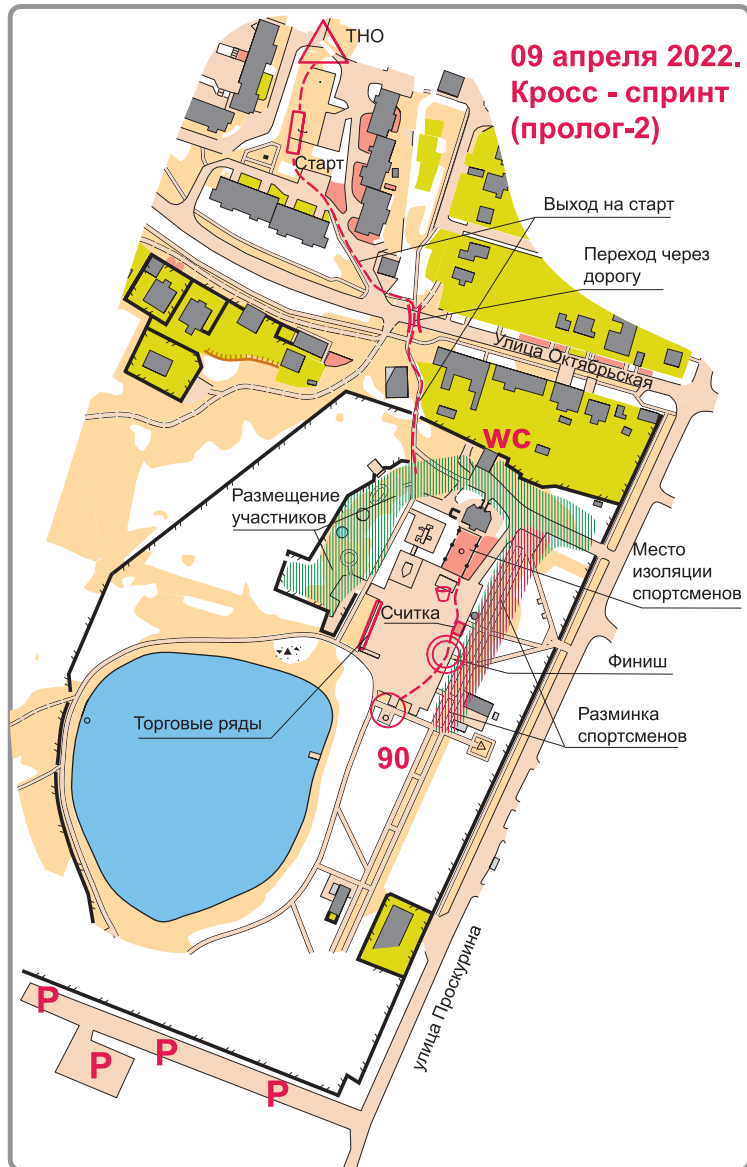 ТНО
09 апреля 2022.
Кросс - спринт
(пролог-2)
Старт
Выход на старт
Переход через
дорогу
Улица Октябрьская
wc
Размещение
участников
Место
изоляции
спортсменов
Считка
Финиш
Торговые ряды
Разминка
спортсменов
90
улица Проскурина
P
P
P
P